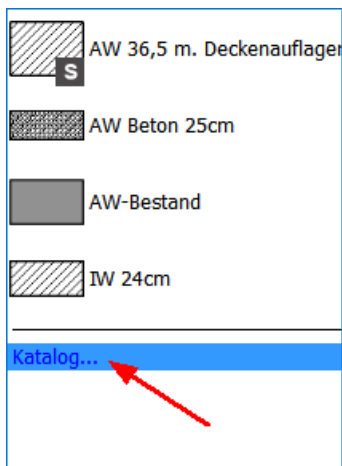 AW 36,5 m. Deckenauflager
S
AW Beton 25cm
AW-Bestand
IW 24cm
Katalog...